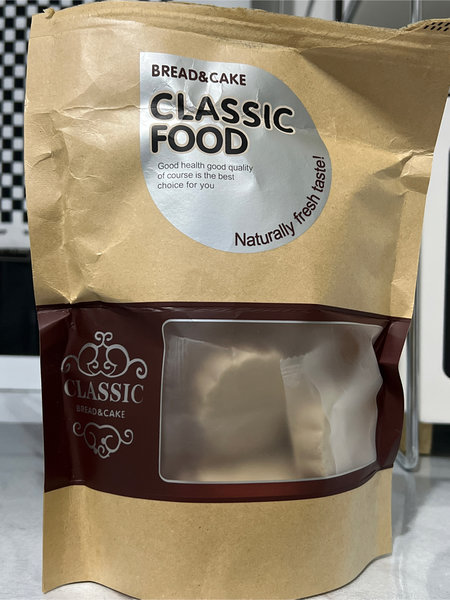 BREAD&CAKE
CLASSIC
FOOD
Good health good quality
of course is the best
choice for you
Naturally fresh taste!
CLASSIC
BREAD&CAKE